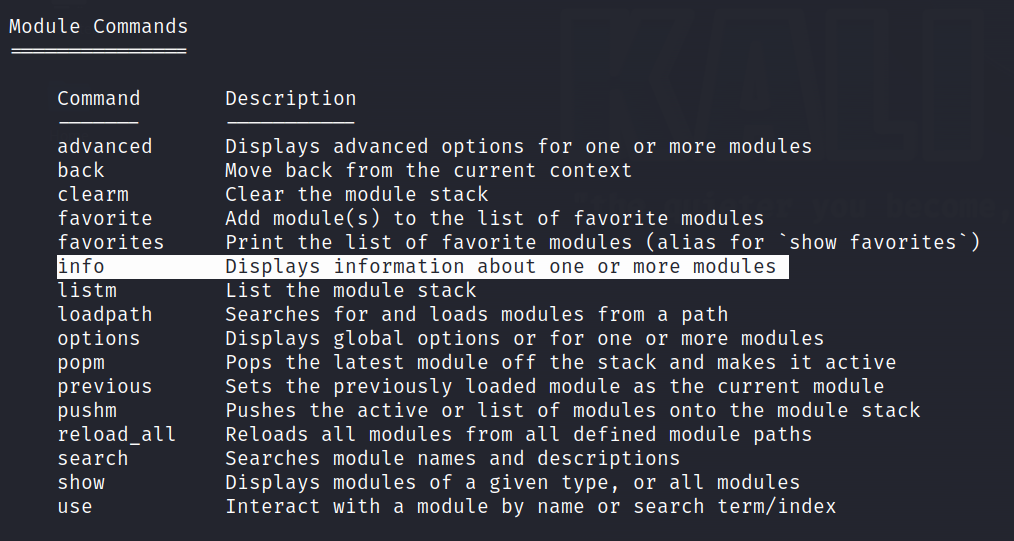 Module Commands
===============
Command Description
------- -----------
advanced Displays advanced options for one or more modules
back Move back from the current context
clearm Clear the module stack
favorite Add module(s) to the list of favorite modules
favorites Print the list of favorite modules (alias for `show favorites`)
info Displays information about one or more modules
listm List the module stack
loadpath Searches for and loads modules from a path
options Displays global options or for one or more modules
popm Pops the latest module off the stack and makes it active
previous Sets the previously loaded module as the current module
pushm Pushes the active or list of modules onto the module stack
reload_all Reloads all modules from all defined module paths
search Searches module names and descriptions
show Displays modules of a given type, or all modules
use Interact with a module by name or search term/index